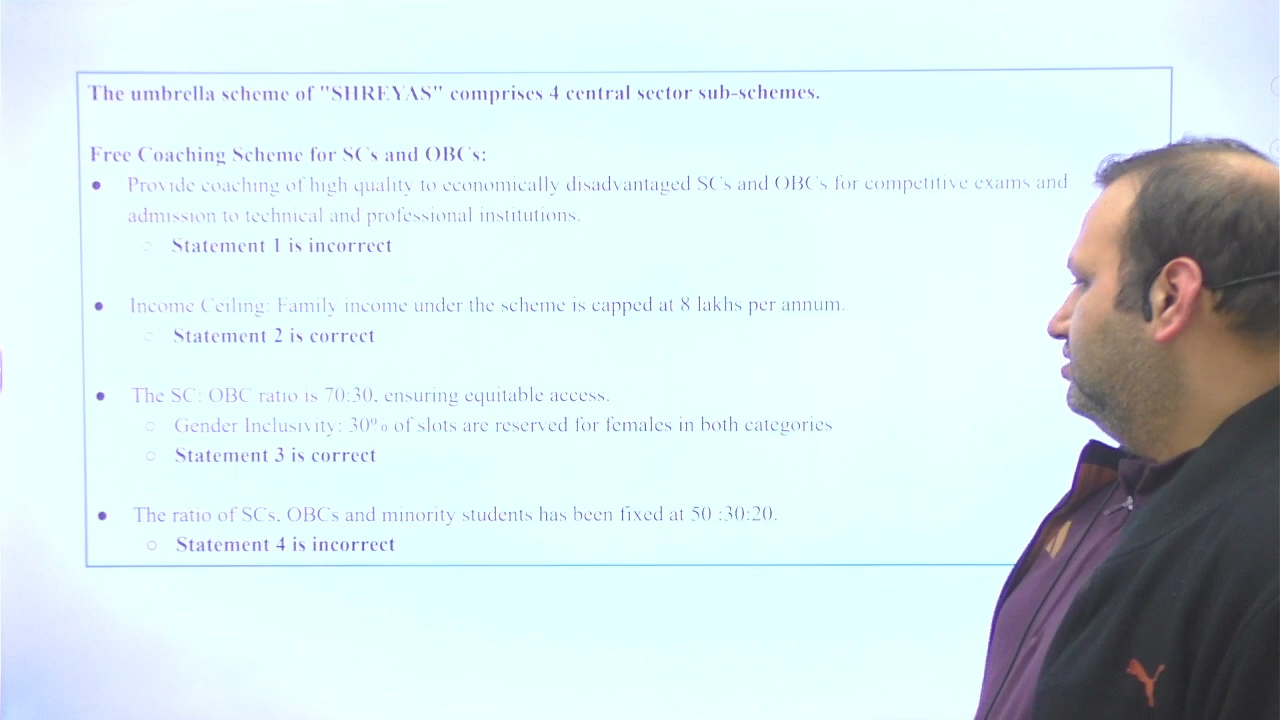 The umbrella scheme of "SHREYAS" comprises 4 central sector sub-schemes.
Free Coaching Scheme for SCs and OBCs:
• Provide coaching of high quality to economically disadvantaged SCs and OBCs for competitive exams and
admission to technical and professional institutions.
○ Statement 1 is incorrect
• Income Ceiling: Family income under the scheme is capped at 8 lakhs per annum.
○ Statement 2 is correct
• The SC: OBC ratio is 70:30, ensuring equitable access.
○ Gender Inclusivity: 30% of slots are reserved for females in both categories
○ Statement 3 is correct
• The ratio of SCs, OBCs and minority students has been fixed at 50 :30:20.
○ Statement 4 is incorrect